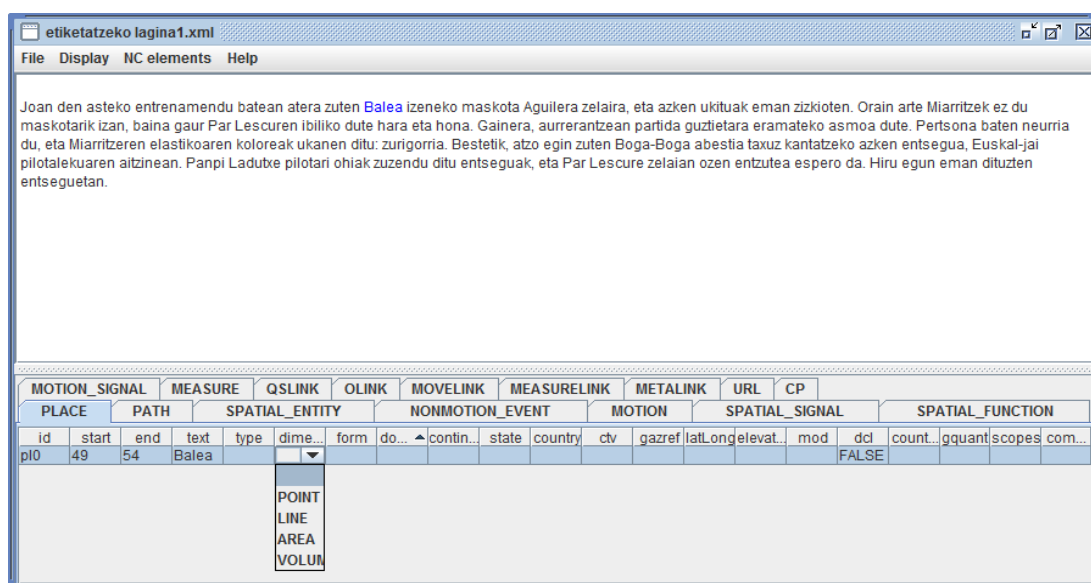 etiketatzeko lagina1.xml
File Display NC elements Help
Joan den asteko entrenamendu batean atera zuten Balea izeneko maskota Aguilera zelaira, eta azken ukituak eman zizkioten. Orain arte Miarritzek ez du
maskotarik izan, baina gaur Par Lescuren ibiliko dute hara eta hona. Gainera, aurrerantzean partida guztietara eramateko asmoa dute. Pertsona baten neurria
du, eta Miarritzeren elastikoaren koloreak ukanen ditu: zurigorria. Bestetik, atzo egin zuten Boga-Boga abestia taxuz kantatzeko azken entsegua, Euskal-jai
pilotalekuaren aitzinean. Panpi Ladutxe pilotari ohiak zuzendu ditu entseguak, eta Par Lescure zelaian ozen entzutea espero da. Hiru egun eman dituzten
entseguetan.
MOTION_SIGNAL MEASURE QSLINK OLINK MOVELINK MEASURELINK METALINK URL CP
PLACE PATH SPATIAL_ENTITY NONMOTION_EVENT MOTION SPATIAL_SIGNAL SPATIAL_FUNCTION
id start end text type dime... form do... contin... state country ctv gazref latLong elevat... mod dcl count... gquant scopes com...
pl0 49 54 Balea FALSE
POINT
LINE
AREA
VOLUM